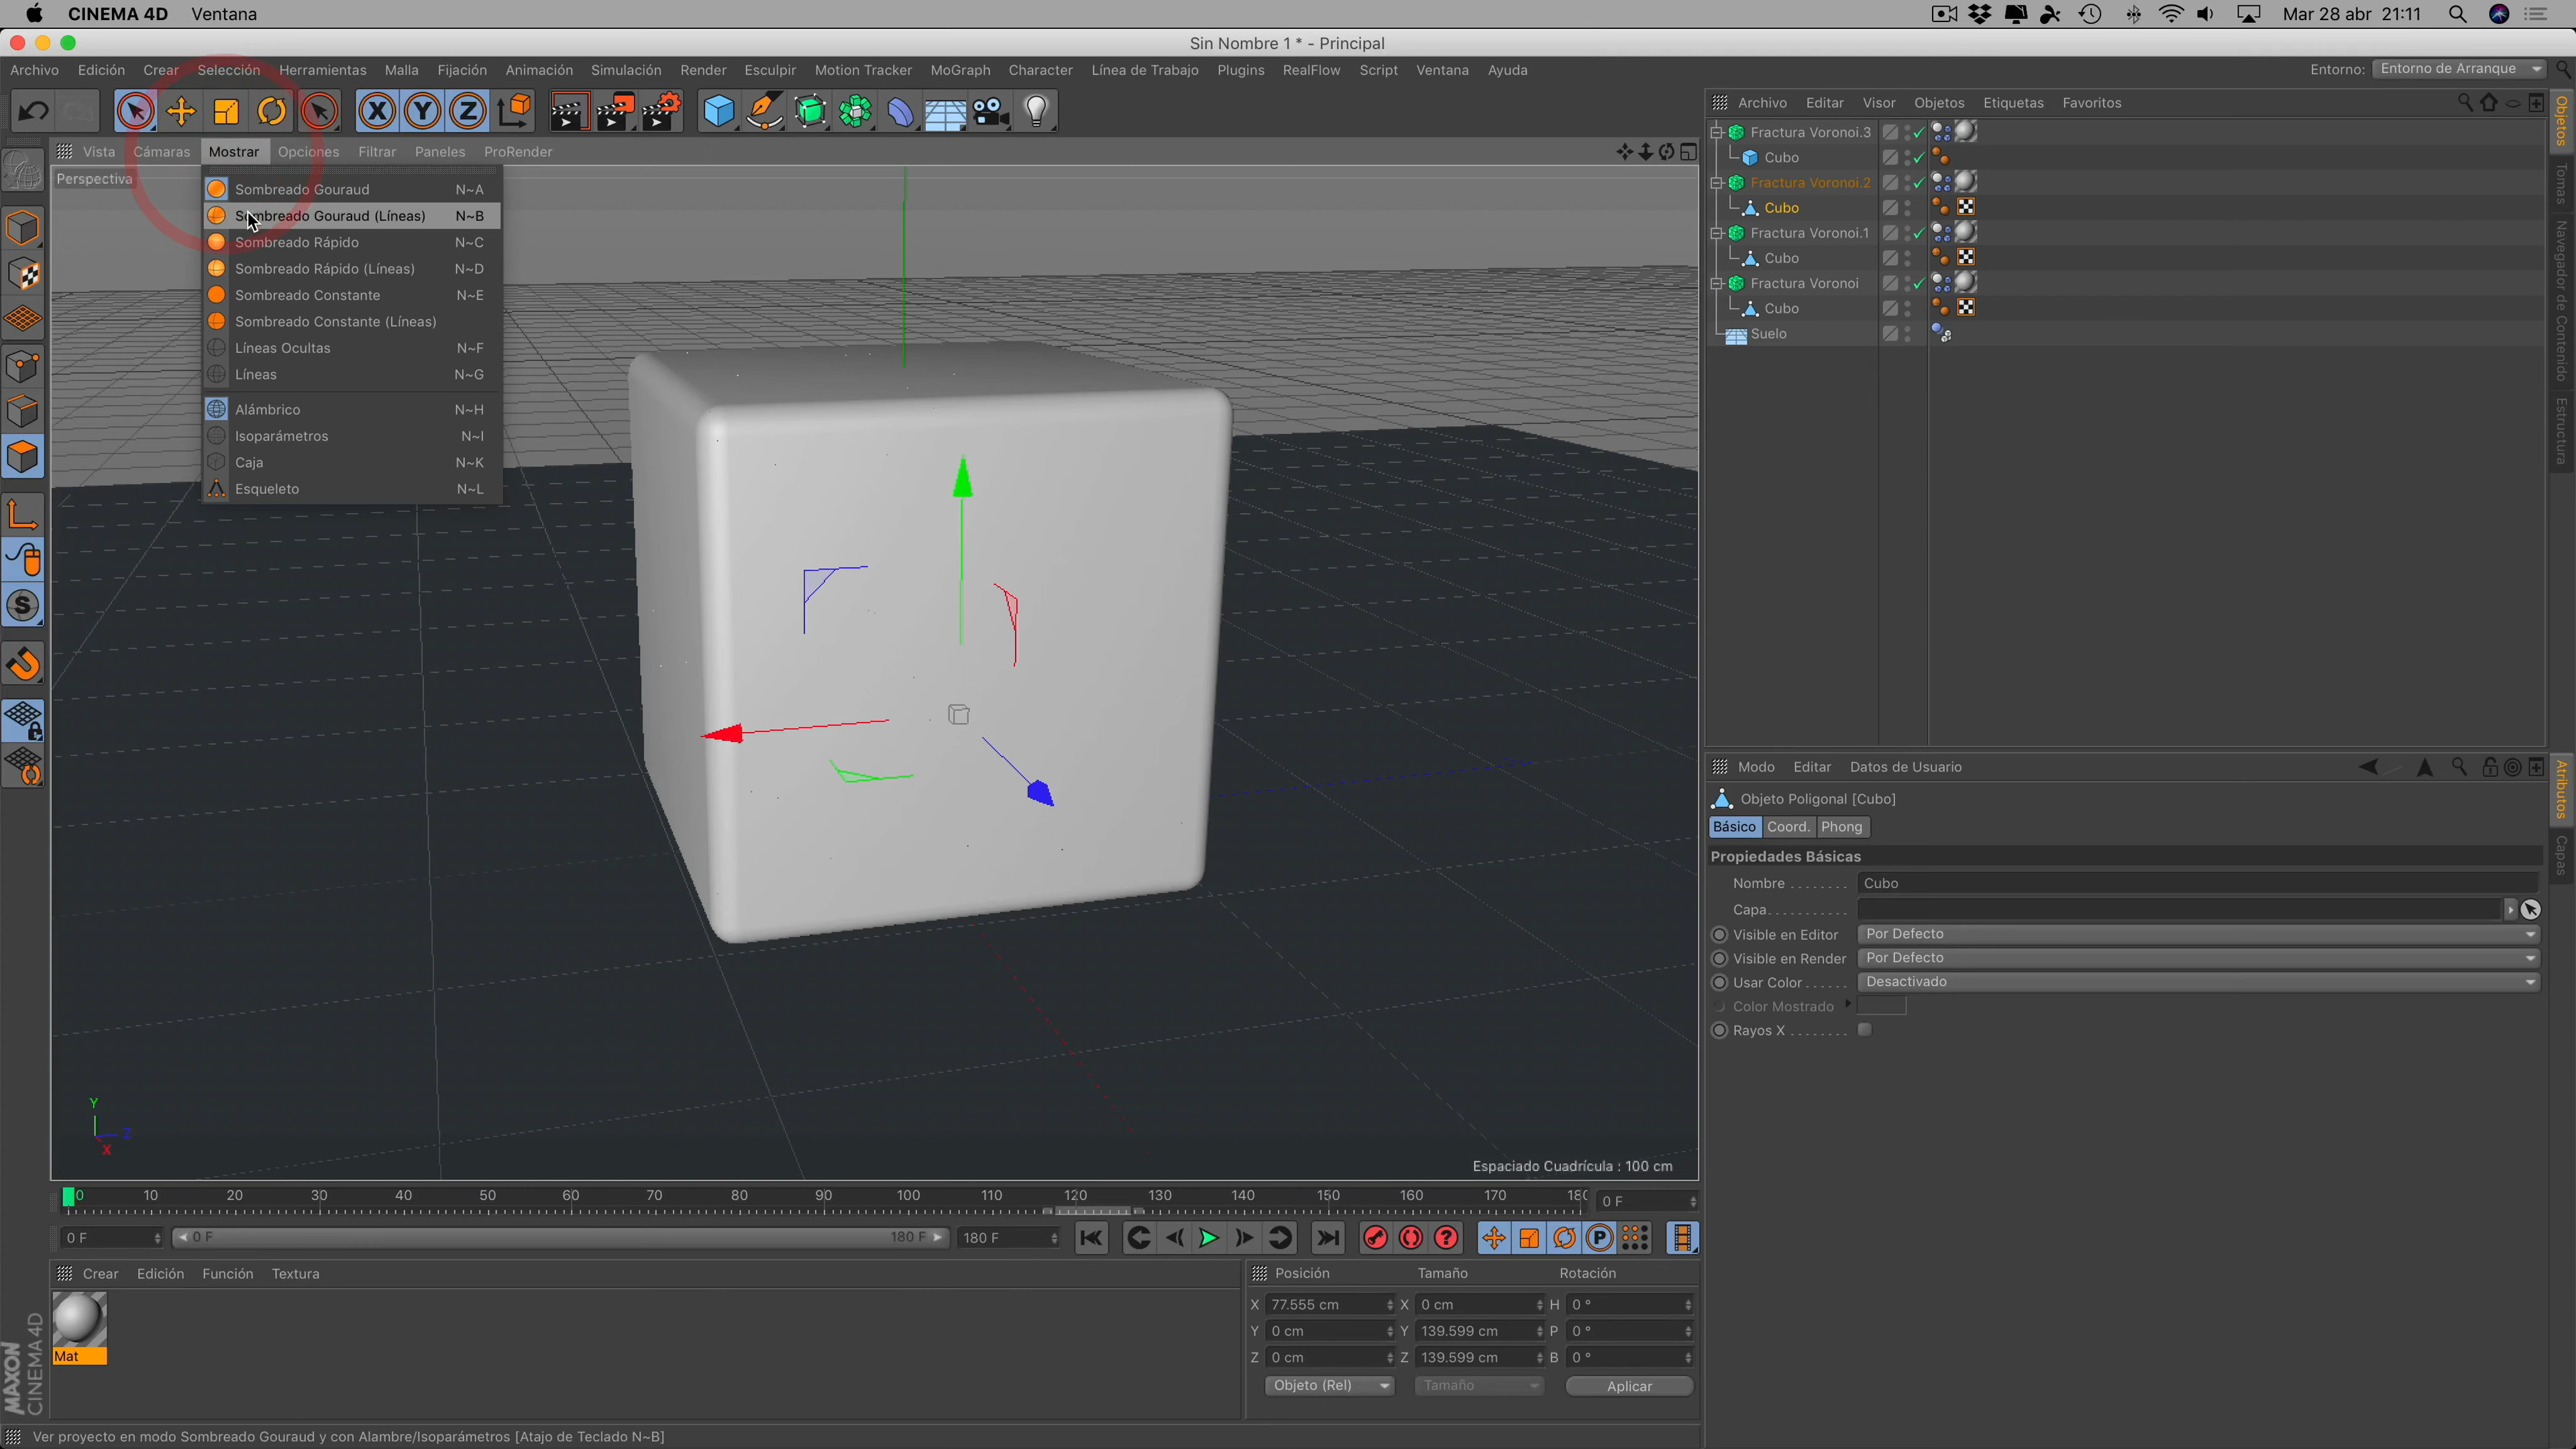 CINEMA 4D Ventana Mar 28 abr 21:11
Sin Nombre 1 * - Principal
Archivo Edición Crear Selección Herramientas Malla Fijación Animación Simulación Render Esculpir Motion Tracker MoGraph Character Línea de Trabajo Plugins RealFlow Script Ventana Ayuda Entorno: Entorno de Arranque
Archivo Editar Visor Objetos Etiquetas Favoritos
Vista Cámaras Mostrar Opciones Filtrar Paneles ProRender
Perspectiva
Sombreado Gouraud N~A
Sombreado Gouraud (Líneas) N~B
Sombreado Rápido N~C
Sombreado Rápido (Líneas) N~D
Sombreado Constante N~E
Sombreado Constante (Líneas)
Líneas Ocultas N~F
Líneas N~G
Alámbrico N~H
Isoparámetros N~I
Caja N~K
Esqueleto N~L
Fractura Voronoi.3
Cubo
Fractura Voronoi.2
Cubo
Fractura Voronoi.1
Cubo
Fractura Voronoi
Cubo
Suelo
Objetos
Tomas
Navegador de Contenido
Estructura
Modo Editar Datos de Usuario
Objeto Poligonal [Cubo]
Básico Coord. Phong
Propiedades Básicas
Nombre . . . . . . . Cubo
Capa. . . . . . . . . .
Visible en Editor Por Defecto
Visible en Render Por Defecto
Usar Color . . . . . Desactivado
Color Mostrado
Rayos X . . . . . . .
Atributos
Capas
Y
Z
X
Espaciado Cuadrícula : 100 cm
0 10 20 30 40 50 60 70 80 90 100 110 120 130 140 150 160 170 180 0 F
0 F 0 F 180 F 180 F
Crear Edición Función Textura
Mat
MAXON
CINEMA 4D
Posición Tamaño Rotación
X 77.555 cm X 0 cm H 0 °
Y 0 cm Y 139.599 cm P 0 °
Z 0 cm Z 139.599 cm B 0 °
Objeto (Rel) Tamaño Aplicar
Ver proyecto en modo Sombreado Gouraud y con Alambre/Isoparámetros [Atajo de Teclado N~B]